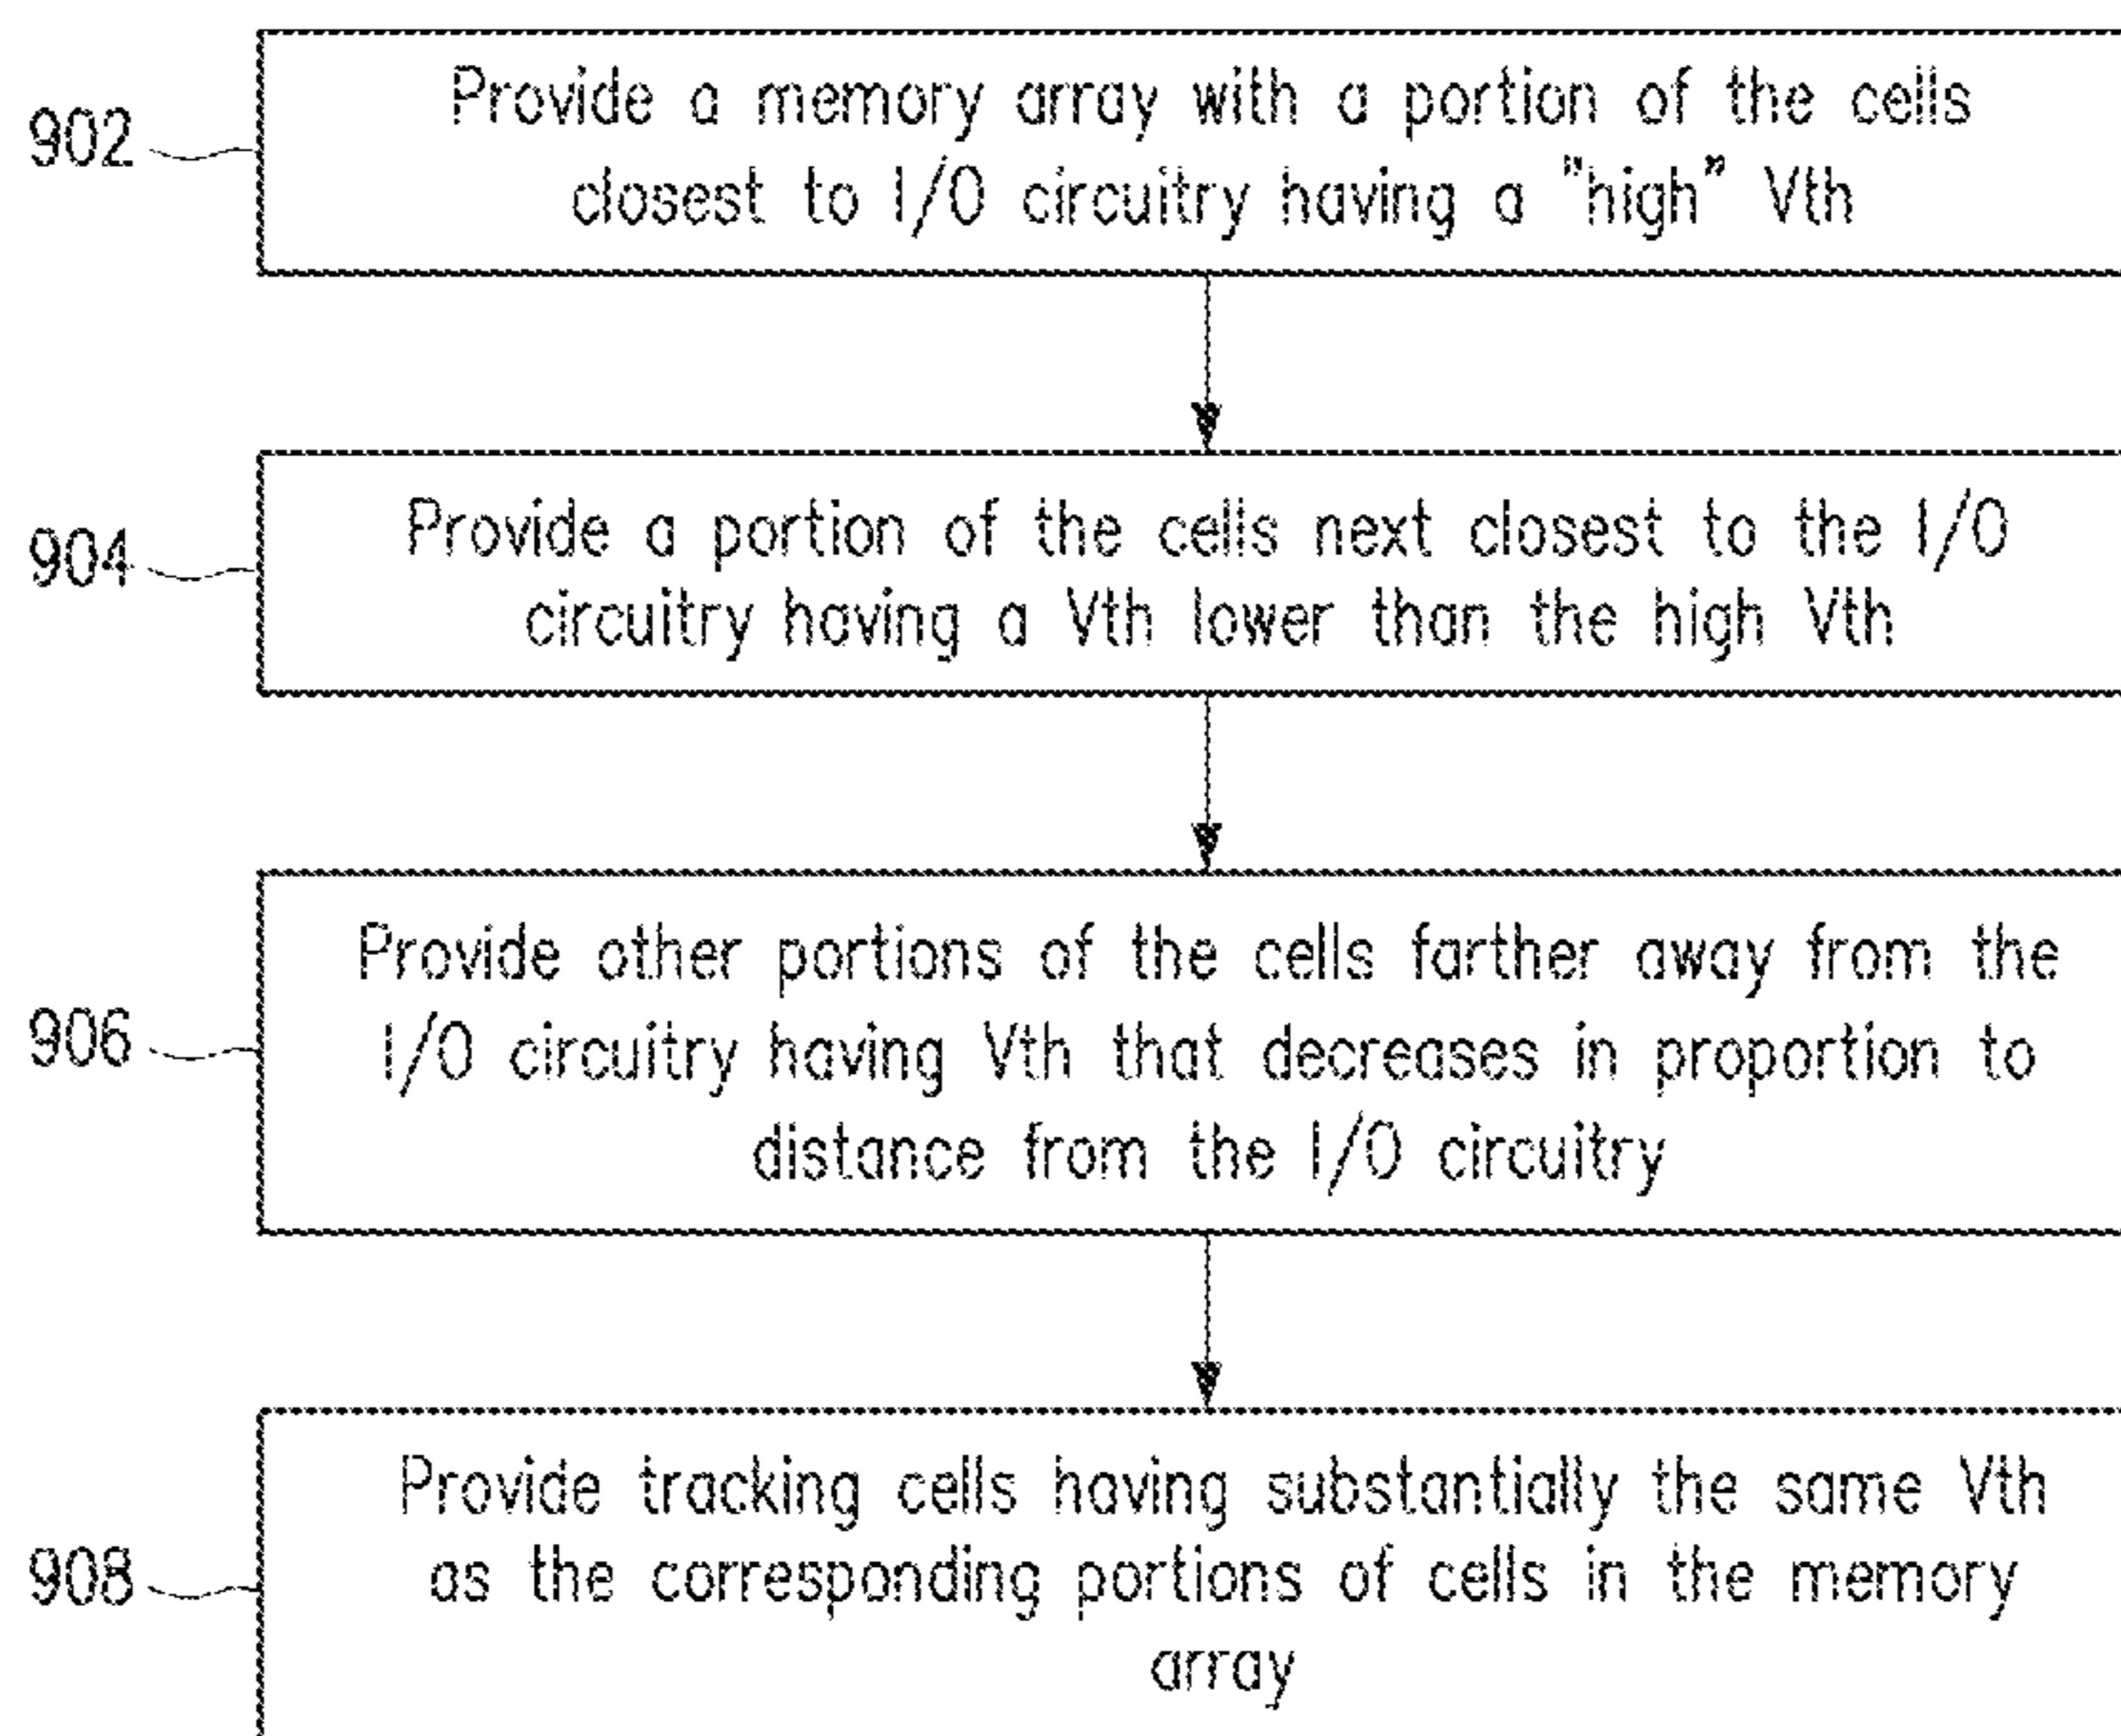 902
Provide a memory array with a portion of the cells
closest to I/O circuitry having a "high" Vth
904
Provide a portion of the cells next closest to the I/O
circuitry having a Vth lower than the high Vth
906
Provide other portions of the cells farther away from the
I/O circuitry having Vth that decreases in proportion to
distance from the I/O circuitry
908
Provide tracking cells having substantially the same Vth
as the corresponding portions of cells in the memory
array